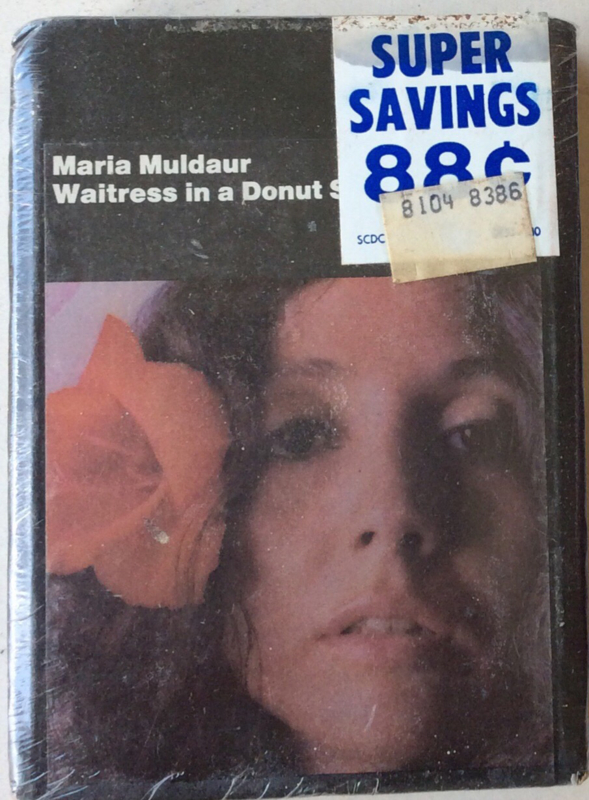 SUPER
SAVINGS
88¢
8104 8386
SCDC
Maria Muldaur
Waitress in a Donut S